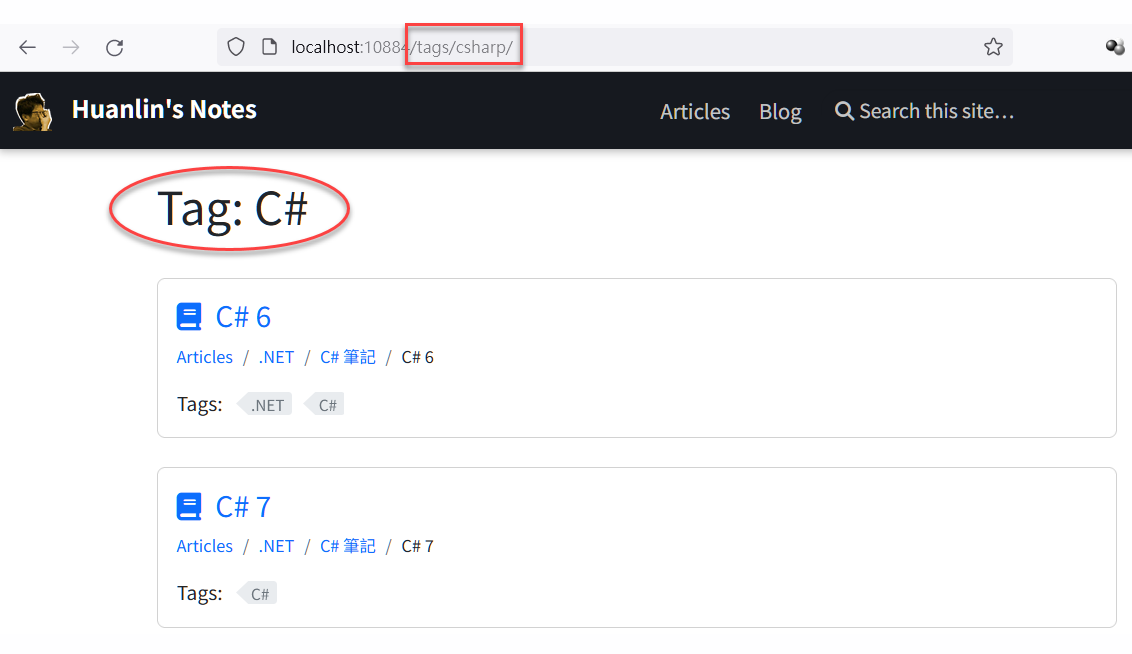 localhost:10884/tags/csharp/
Huanlin's Notes Articles Blog Search this site...
Tag: C#
C# 6
Articles / .NET / C# 筆記 / C# 6
Tags: .NET C#
C# 7
Articles / .NET / C# 筆記 / C# 7
Tags: C#